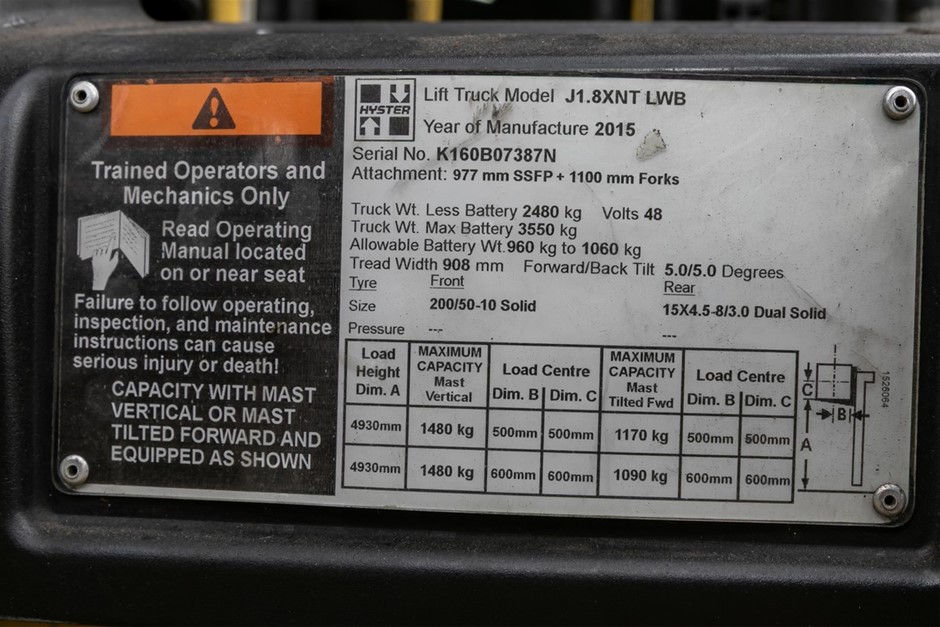 Trained Operators and
Mechanics Only
Read Operating
Manual located
on or near seat
Failure to follow operating,
inspection, and maintenance
instructions can cause
serious injury or death!
CAPACITY WITH MAST
VERTICAL OR MAST
TILTED FORWARD AND
EQUIPPED AS SHOWN
HYSTER
Lift Truck Model J1.8XNT LWB
Year of Manufacture 2015
Serial No. K160B07387N
Attachment: 977 mm SSFP + 1100 mm Forks
Truck Wt. Less Battery 2480 kg Volts 48
Truck Wt. Max Battery 3550 kg
Allowable Battery Wt. 960 kg to 1060 kg
Tread Width 908 mm Forward/Back Tilt 5.0/5.0 Degrees
Tyre Front Rear
Size 200/50-10 Solid 15X4.5-8/3.0 Dual Solid
Pressure --- ---
Load Height Dim. A MAXIMUM CAPACITY Mast Vertical Load Centre Dim. B Dim. C MAXIMUM CAPACITY Mast Tilted Fwd Load Centre Dim. B Dim. C
4930mm 1480 kg 500mm 500mm 1170 kg 500mm 500mm
4930mm 1480 kg 600mm 600mm 1090 kg 600mm 600mm
C
B
A
1526064